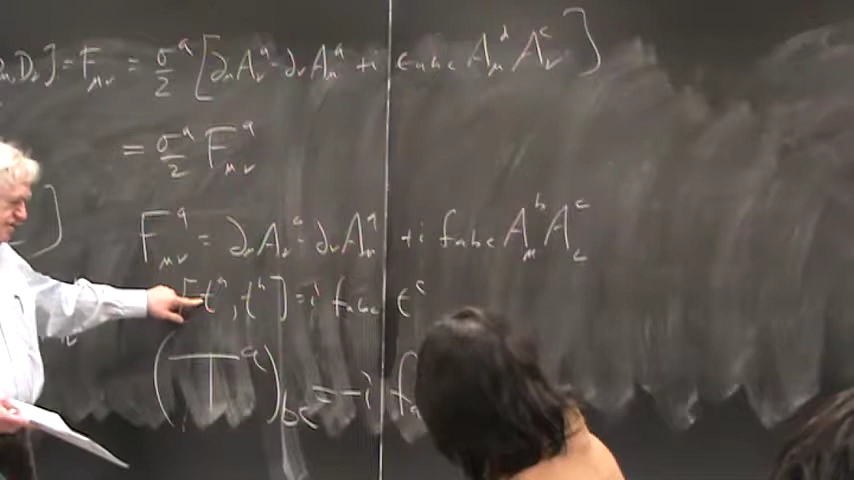 , D_ν] = F_μν = σ^a/2 [∂_μ A_ν^a - ∂_ν A_μ^a + i ε_abc A_μ^b A_ν^c]
= σ^a/2 F_μν^a
F_μν^a = ∂_μ A_ν^a - ∂_ν A_μ^a + i f_abc A_μ^b A_ν^c
[t^a, t^b] = i f_abc t^c
(T^a)_bc = -i f